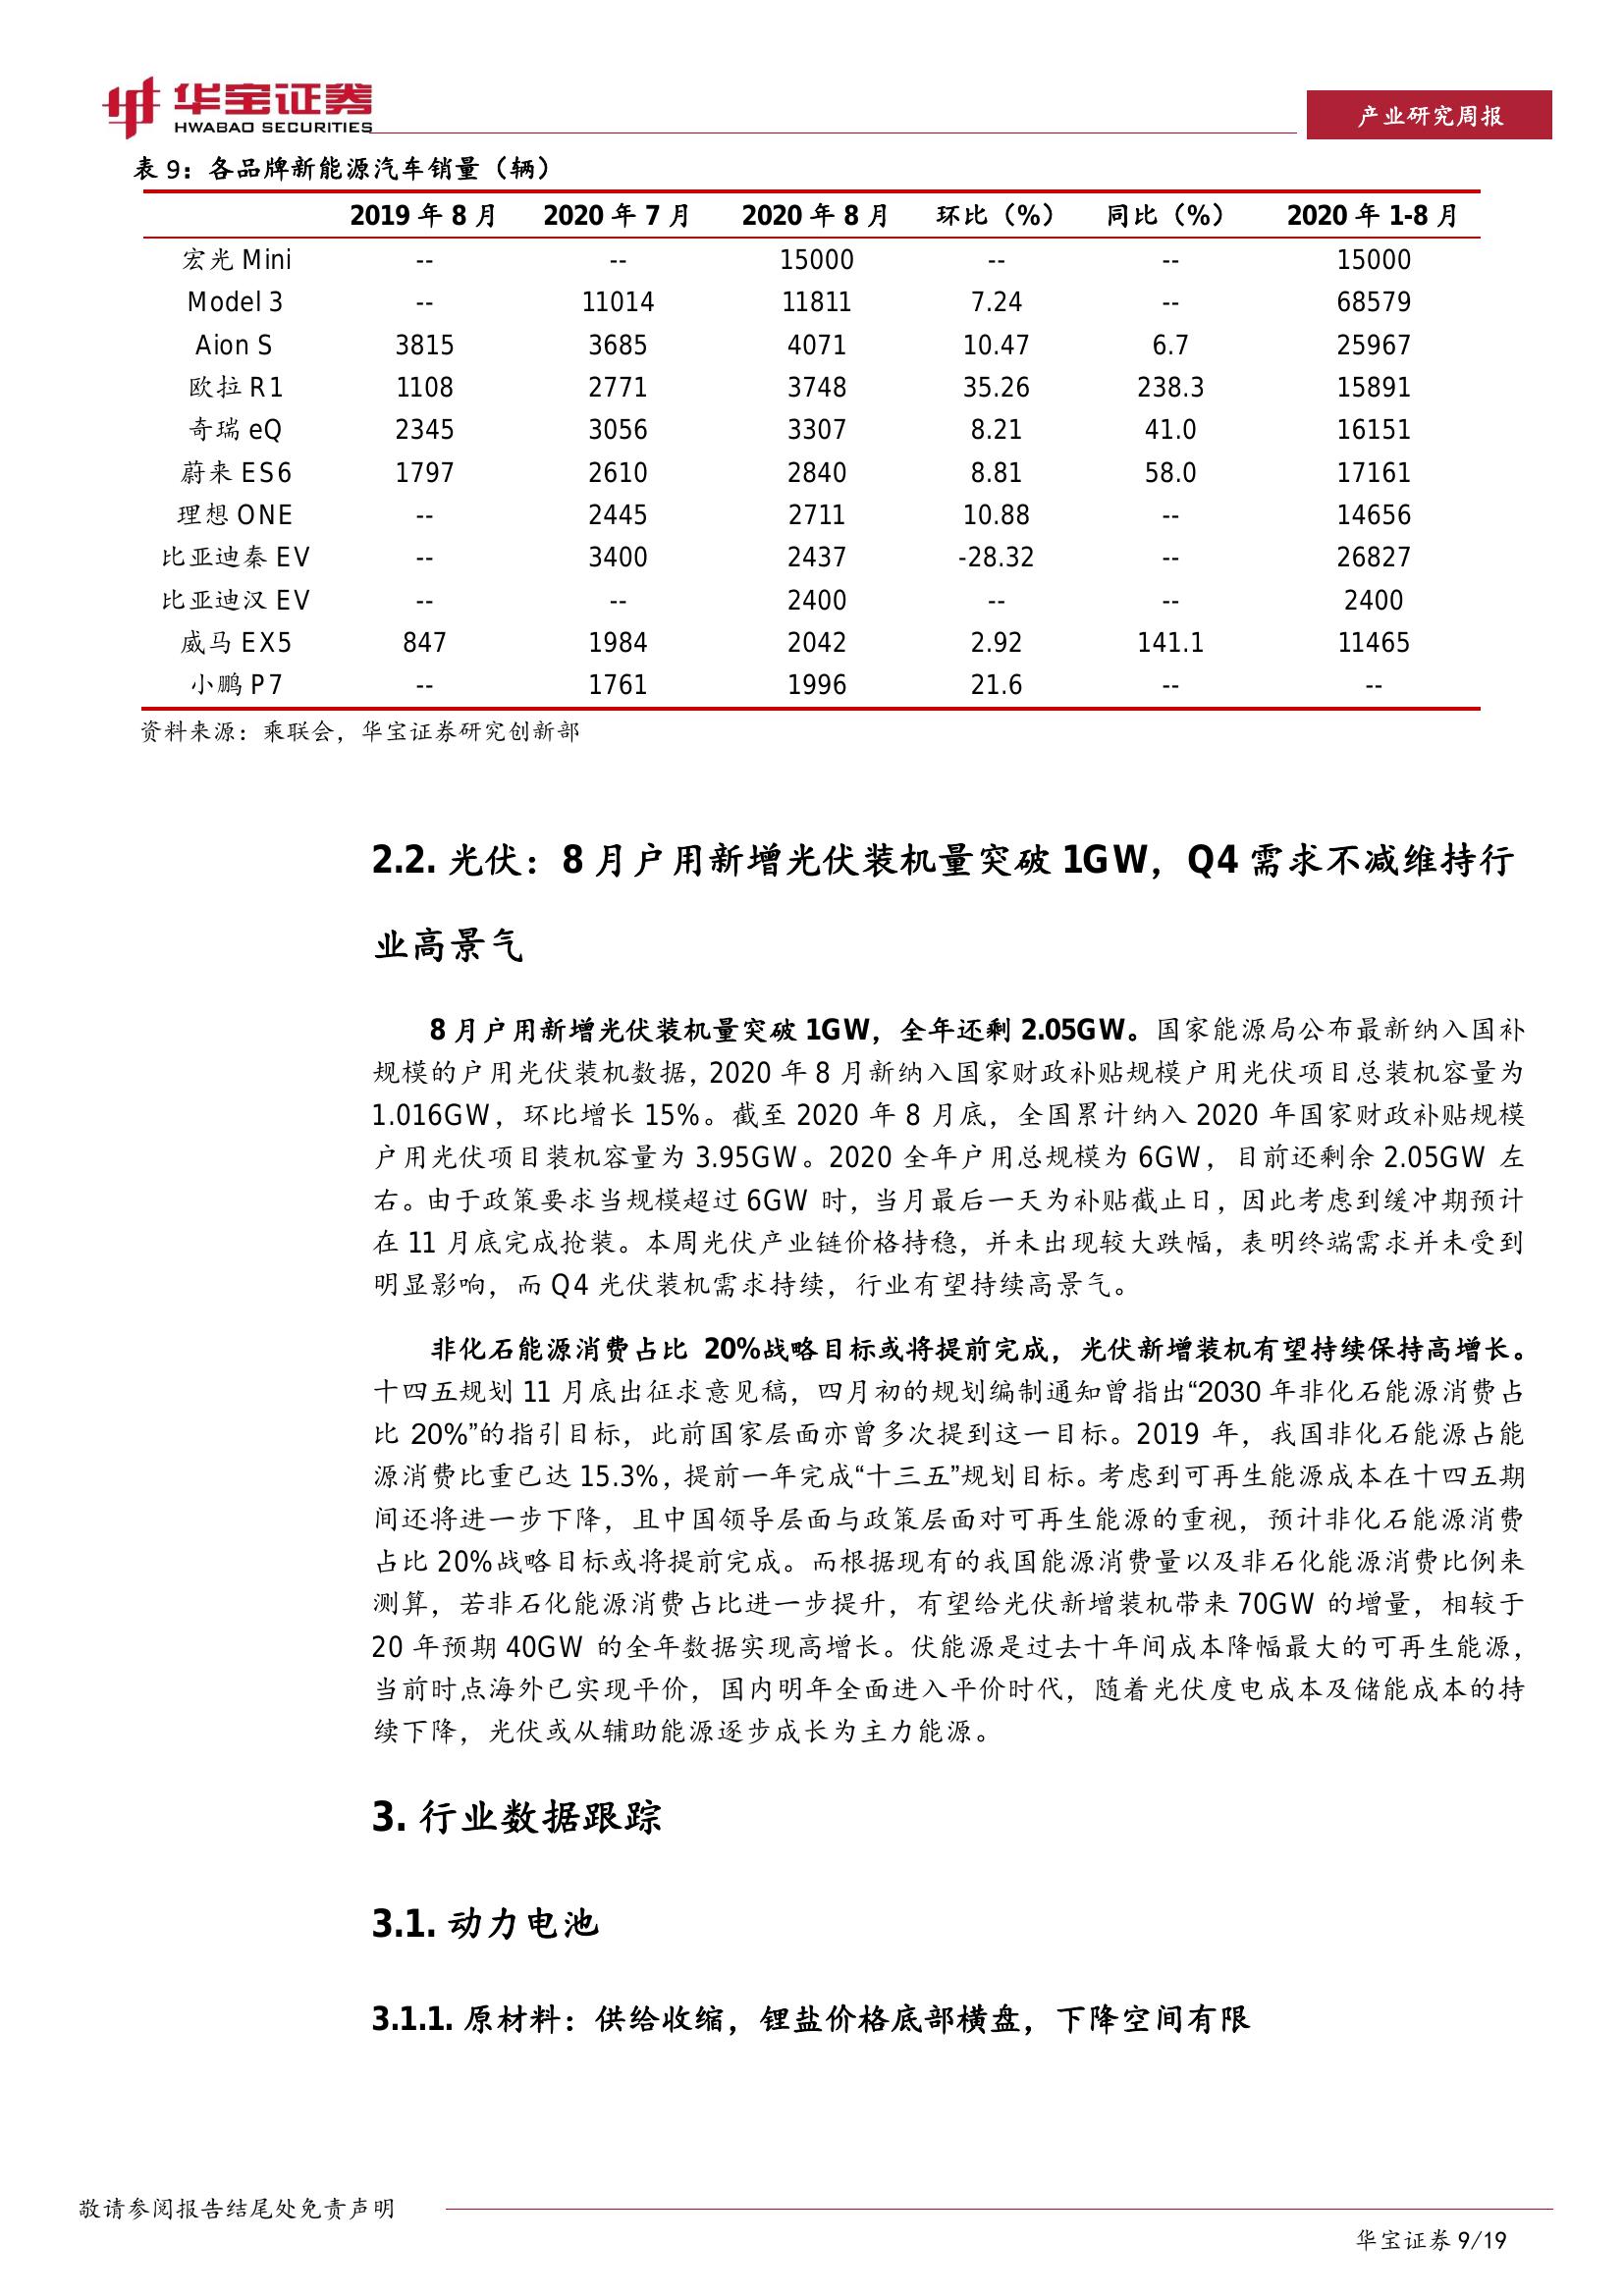 华宝证券
HWABAO SECURITIES
产业研究周报
表 9：各品牌新能源汽车销量（辆）
2019 年 8 月 2020 年 7 月 2020 年 8 月 环比（%） 同比（%） 2020 年 1-8 月
宏光 Mini -- -- 15000 -- -- 15000
Model 3 -- 11014 11811 7.24 -- 68579
Aion S 3815 3685 4071 10.47 6.7 25967
欧拉 R1 1108 2771 3748 35.26 238.3 15891
奇瑞 eQ 2345 3056 3307 8.21 41.0 16151
蔚来 ES6 1797 2610 2840 8.81 58.0 17161
理想 ONE -- 2445 2711 10.88 -- 14656
比亚迪秦 EV -- 3400 2437 -28.32 -- 26827
比亚迪汉 EV -- -- 2400 -- -- 2400
威马 EX5 847 1984 2042 2.92 141.1 11465
小鹏 P7 -- 1761 1996 21.6 -- --
资料来源：乘联会，华宝证券研究创新部
2.2. 光伏：8 月户用新增光伏装机量突破 1GW，Q4 需求不减维持行
业高景气
8 月户用新增光伏装机量突破 1GW，全年还剩 2.05GW。国家能源局公布最新纳入国补
规模的户用光伏装机数据，2020 年 8 月新纳入国家财政补贴规模户用光伏项目总装机容量为
1.016GW，环比增长 15%。截至 2020 年 8 月底，全国累计纳入 2020 年国家财政补贴规模
户用光伏项目装机容量为 3.95GW。2020 全年户用总规模为 6GW，目前还剩余 2.05GW 左
右。由于政策要求当规模超过 6GW 时，当月最后一天为补贴截止日，因此考虑到缓冲期预计
在 11 月底完成抢装。本周光伏产业链价格持稳，并未出现较大跌幅，表明终端需求并未受到
明显影响，而 Q4 光伏装机需求持续，行业有望持续高景气。
非化石能源消费占比 20%战略目标或将提前完成，光伏新增装机有望持续保持高增长。
十四五规划 11 月底出征求意见稿，四月初的规划编制通知曾指出“2030 年非化石能源消费占
比 20%”的指引目标，此前国家层面亦曾多次提到这一目标。2019 年，我国非化石能源占能
源消费比重已达 15.3%，提前一年完成“十三五”规划目标。考虑到可再生能源成本在十四五期
间还将进一步下降，且中国领导层面与政策层面对可再生能源的重视，预计非化石能源消费
占比 20%战略目标或将提前完成。而根据现有的我国能源消费量以及非石化能源消费比例来
测算，若非石化能源消费占比进一步提升，有望给光伏新增装机带来 70GW 的增量，相较于
20 年预期 40GW 的全年数据实现高增长。伏能源是过去十年间成本降幅最大的可再生能源，
当前时点海外已实现平价，国内明年全面进入平价时代，随着光伏度电成本及储能成本的持
续下降，光伏或从辅助能源逐步成长为主力能源。
3. 行业数据跟踪
3.1. 动力电池
3.1.1. 原材料：供给收缩，锂盐价格底部横盘，下降空间有限
敬请参阅报告结尾处免责声明
华宝证券 9/19